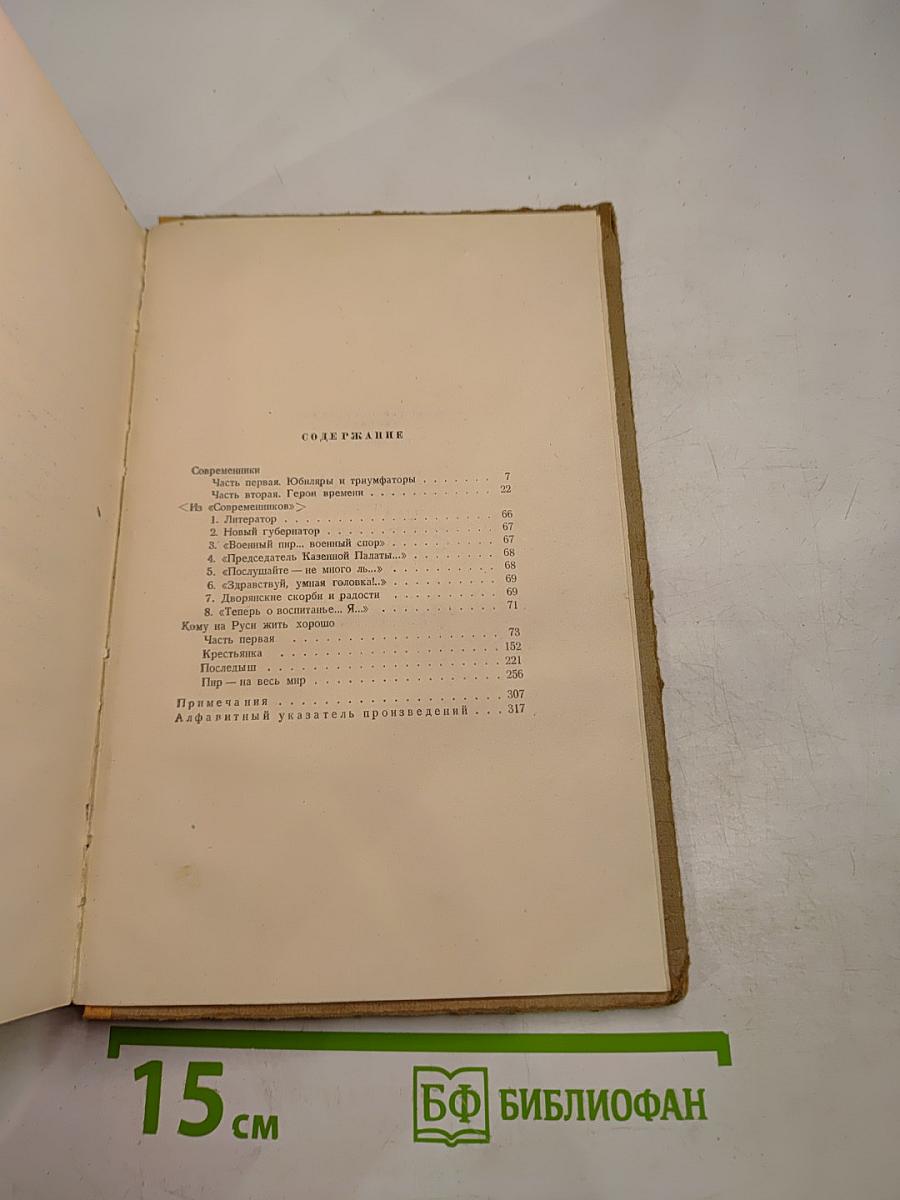 СОДЕРЖАНИЕ
Современники
Часть первая. Юбиляры и триумфаторы . . . . . . . 7
Часть вторая. Герои времени . . . . . . . . . . . 22
<Из «Современников»>
1. Литератор . . . . . . . . . . . . . . . . . . 66
2. Новый губернатор . . . . . . . . . . . . . . 67
3. «Военный пир... военный спор» . . . . . . . . . 67
4. «Председатель Казенной Палаты...» . . . . . . . 68
5. «Послушайте — не много ль...» . . . . . . . . . 68
6. «Здравствуй, умная головка!..» . . . . . . . . . 69
7. Дворянские скорби и радости . . . . . . . . . 69
8. «Теперь о воспитанье... Я...» . . . . . . . . . 71
Кому на Руси жить хорошо
Часть первая . . . . . . . . . . . . . . . . . 73
Крестьянка . . . . . . . . . . . . . . . . . . 152
Последыш . . . . . . . . . . . . . . . . . . . 221
Пир — на весь мир . . . . . . . . . . . . . . . 256
Примечания . . . . . . . . . . . . . . . . . . . 307
Алфавитный указатель произведений . . . 317
15 см
БФ БИБЛИОФАН